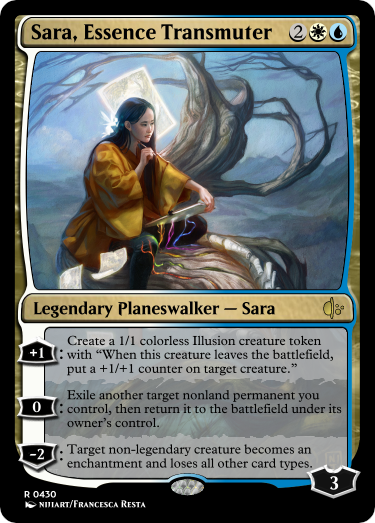 Sara, Essence Transmuter 2
Legendary Planeswalker — Sara
+1 : Create a 1/1 colorless Illusion creature token
with “When this creature leaves the battlefield,
put a +1/+1 counter on target creature.”
0 : Exile another target nonland permanent you
control, then return it to the battlefield under its
owner’s control.
-2 : Target non-legendary creature becomes an
enchantment and loses all other card types.
3
R 0430
NIJIART/FRANCESCA RESTA